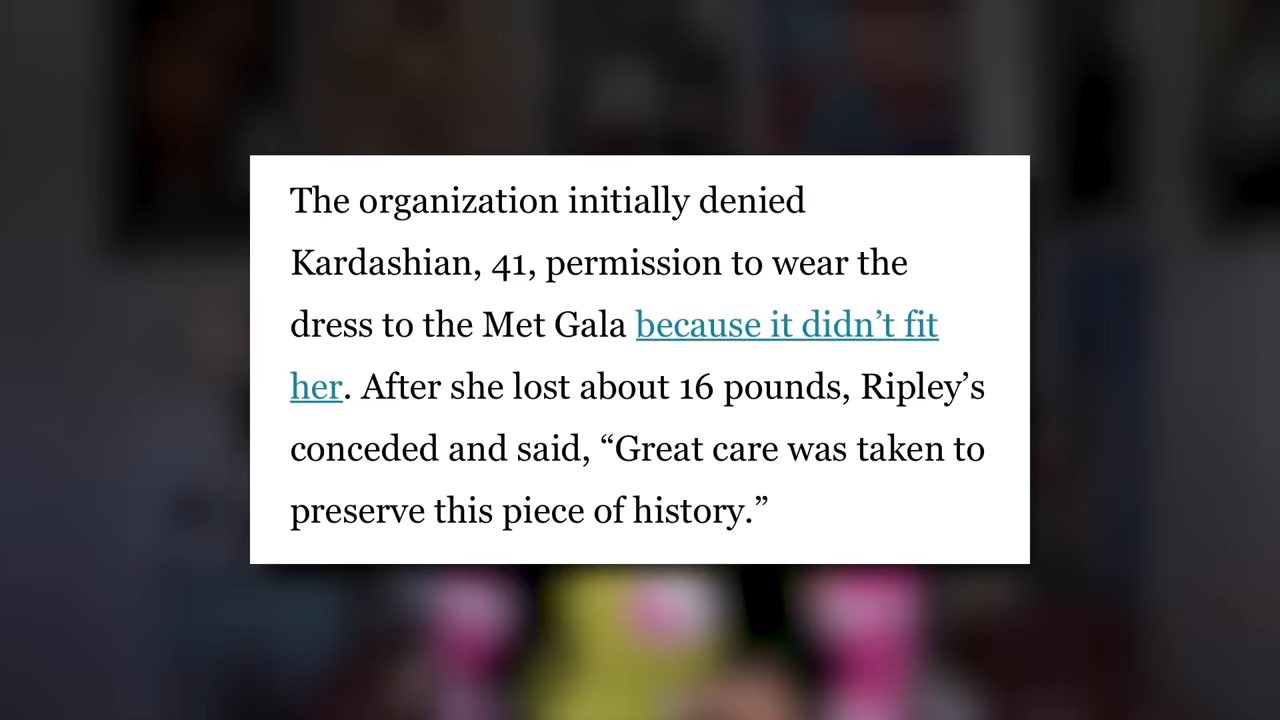 The organization initially denied
Kardashian, 41, permission to wear the
dress to the Met Gala because it didn’t fit
her. After she lost about 16 pounds, Ripley’s
conceded and said, “Great care was taken to
preserve this piece of history.”